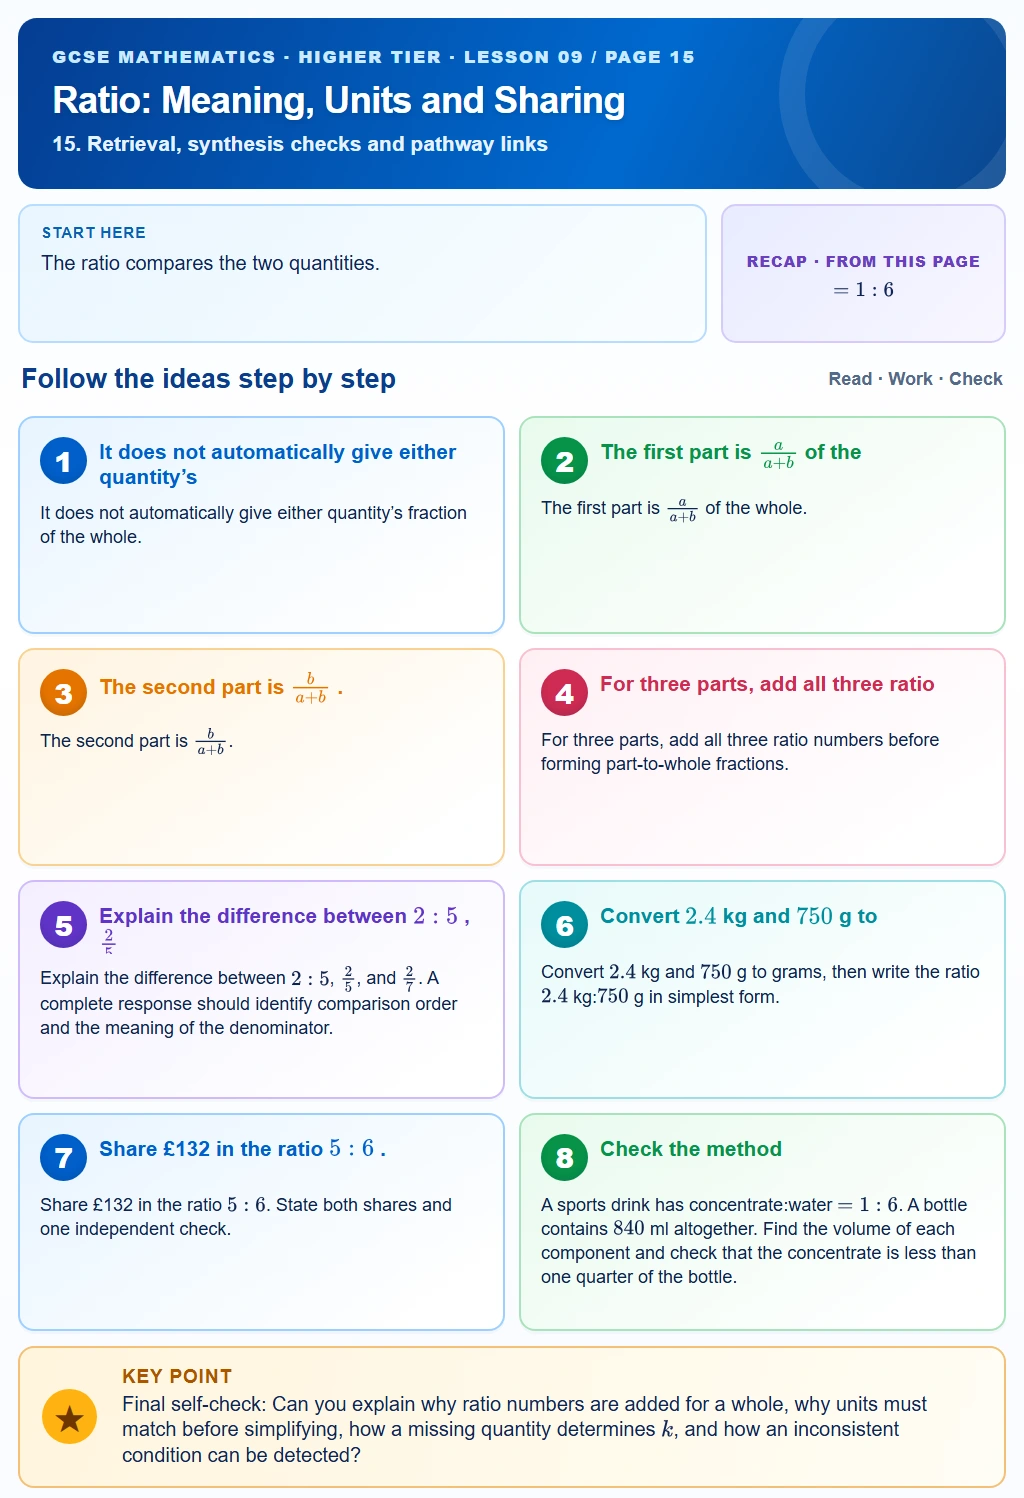 GCSE MATHEMATICS · HIGHER TIER · LESSON 09 / PAGE 15
Ratio: Meaning, Units and Sharing
15. Retrieval, synthesis checks and pathway links
START HERE
The ratio compares the two quantities.
RECAP · FROM THIS PAGE
= 1 : 6
Follow the ideas step by step
Read · Work · Check
1
It does not automatically give either
quantity’s
It does not automatically give either quantity’s fraction
of the whole.
2
The first part is a/(a+b) of the
The first part is a/(a+b) of the whole.
3
The second part is b/(a+b) .
The second part is b/(a+b).
4
For three parts, add all three ratio
For three parts, add all three ratio numbers before
forming part-to-whole fractions.
5
Explain the difference between 2 : 5 ,
2/5
Explain the difference between 2 : 5, 2/5, and 2/7. A
complete response should identify comparison order
and the meaning of the denominator.
6
Convert 2.4 kg and 750 g to
Convert 2.4 kg and 750 g to grams, then write the ratio
2.4 kg:750 g in simplest form.
7
Share £132 in the ratio 5 : 6 .
Share £132 in the ratio 5 : 6. State both shares and
one independent check.
8
Check the method
A sports drink has concentrate:water = 1 : 6. A bottle
contains 840 ml altogether. Find the volume of each
component and check that the concentrate is less than
one quarter of the bottle.
KEY POINT
Final self-check: Can you explain why ratio numbers are added for a whole, why units must
match before simplifying, how a missing quantity determines k, and how an inconsistent
condition can be detected?